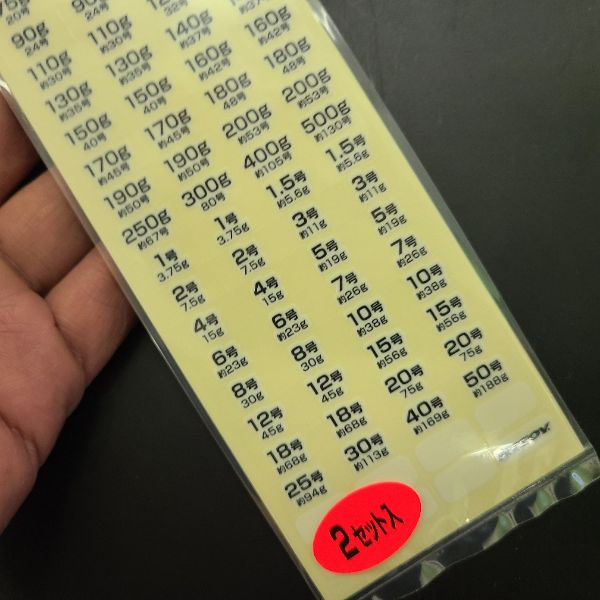 20号 24号
90g 110g 140g 160g
24号 約30号 約37号 約42号
110g 130g 160g 180g
約30号 約35号 約42号 48号
130g 150g 180g 200g
約35号 40号 48号 約53号
150g 170g 200g 500g
40号 約45号 約53号 約130号
170g 190g 400g 1.5号
約45号 約50号 約105号 約5.6g
190g 300g 1.5号 3号
約50号 80号 約5.6g 約11g
250g 1号 3号 5号
約67号 3.75g 約11g 約19g
1号 2号 5号 7号
3.75g 7.5g 約19g 約26g
2号 4号 7号 10号
7.5g 15g 約26g 約38g
4号 6号 10号 15号
15g 約23g 約38g 約56g
6号 8号 15号 20号
約23g 30g 約56g 75g
8号 12号 20号 50号
30g 45g 75g 約188g
12号 18号 40号
45g 約68g 約169g
18号 30号
約68g 約113g
25号
約94g
2セット入